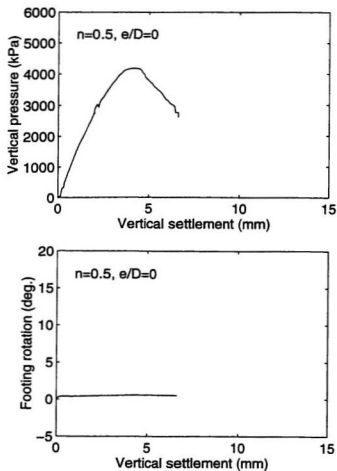 6000
5000
4000
3000
2000
1000
0
Vertical pressure (kPa)
n=0.5, e/D=0
0 5 10 15
Vertical settlement (mm)
20
15
10
5
0
-5
Footing rotation (deg.)
n=0.5, e/D=0
0 5 10 15
Vertical settlement (mm)